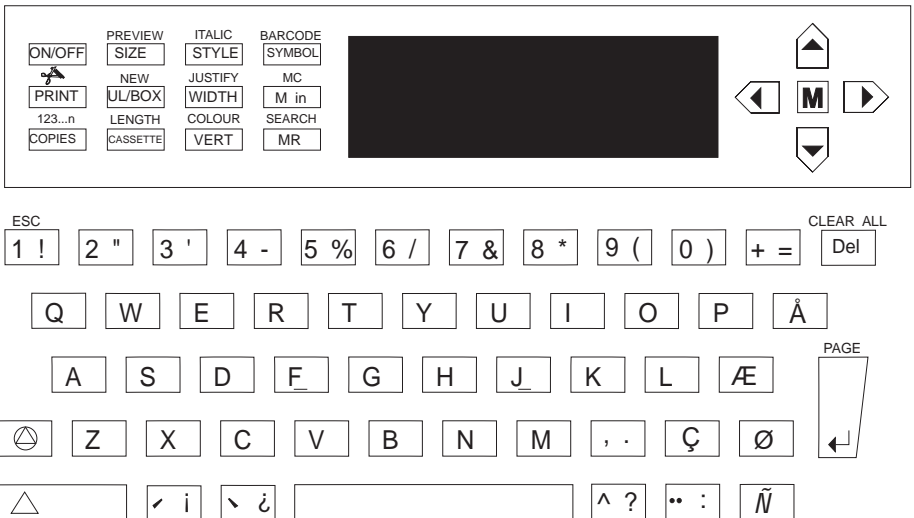 PREVIEW ITALIC BARCODE
ON/OFF SIZE STYLE SYMBOL
NEW JUSTIFY MC
PRINT UL/BOX WIDTH M in M
123...n LENGTH COLOUR SEARCH
COPIES CASSETTE VERT MR
ESC CLEAR ALL
1 ! 2 " 3 ' 4 - 5 % 6 / 7 & 8 * 9 ( 0 ) + = Del
Q W E R T Y U I O P Å
PAGE
A S D F G H J K L Æ
Z X C V B N M , . Ç Ø
´ ¡ ` ¿ ^ ? ¨ : Ñ